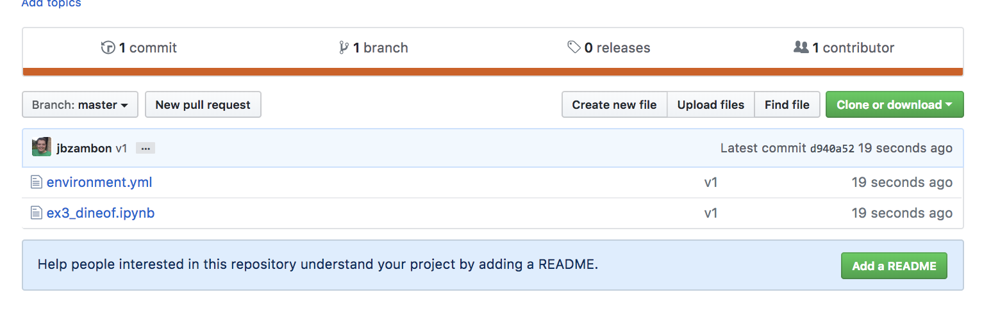 Add topics
1 commit 1 branch 0 releases 1 contributor
Branch: master New pull request Create new file Upload files Find file Clone or download
jbzambon v1 ... Latest commit d940a52 19 seconds ago
environment.yml v1 19 seconds ago
ex3_dineof.ipynb v1 19 seconds ago
Help people interested in this repository understand your project by adding a README. Add a README